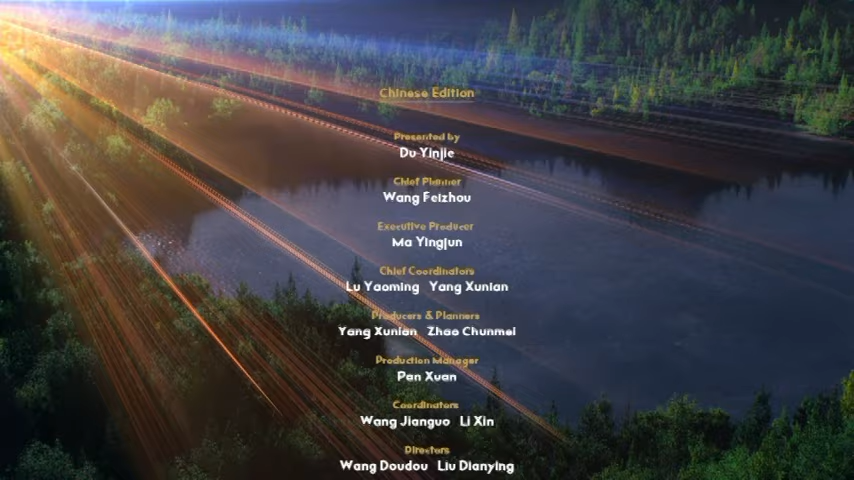 Chinese Edition
Presented by
Du Yinjie
Chief Planner
Wang Feizhou
Executive Producer
Ma Yingjun
Chief Coordinators
Lu Yaoming Yang Xunian
Producers & Planners
Yang Xunian Zhao Chunmei
Production Manager
Pan Xuan
Coordinators
Wang Jianguo Li Xin
Directors
Wang Doudou Liu Dianying